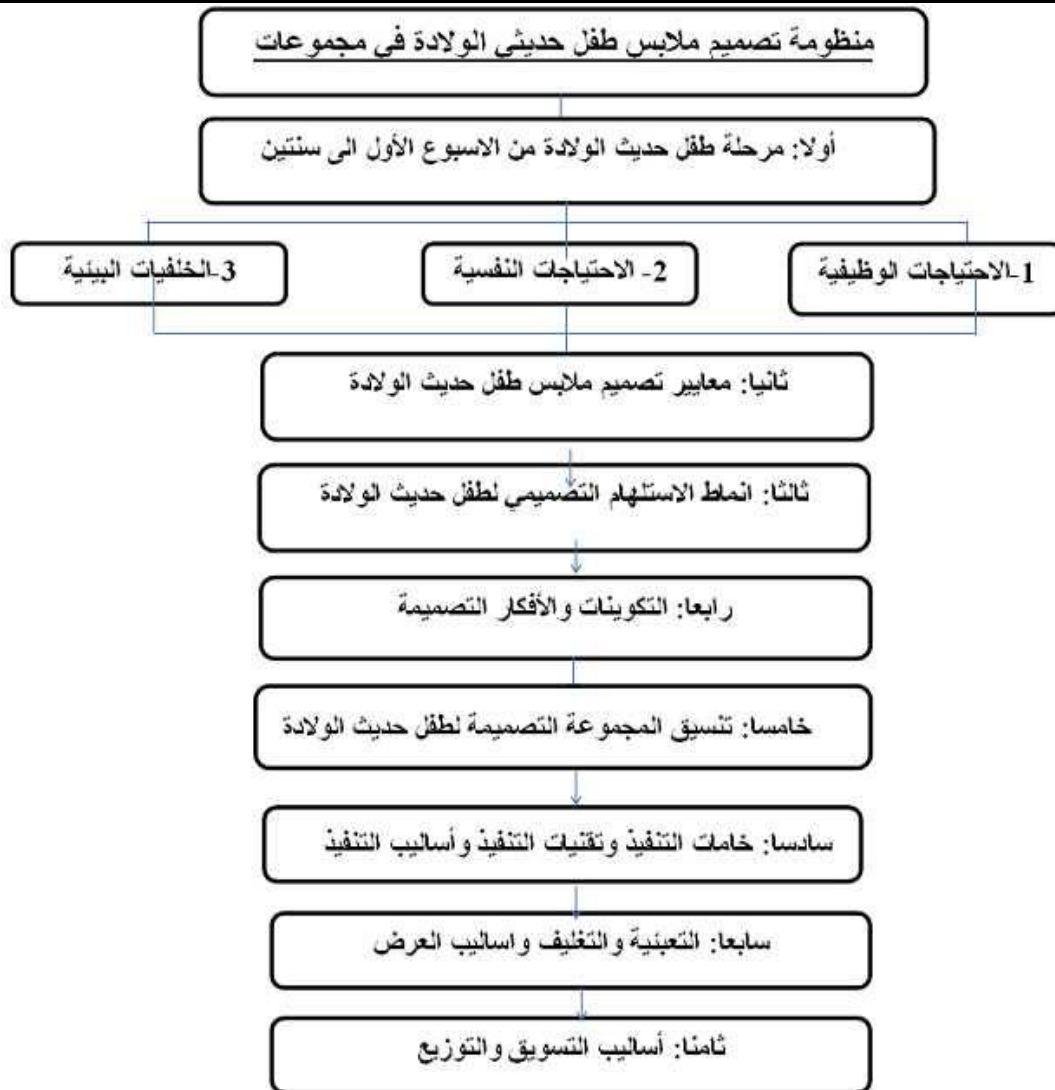 منظومة تصميم ملابس طفل حديثي الولادة في مجموعات
أولا: مرحلة طفل حديث الولادة من الاسبوع الأول الى سنتين
1-الاحتياجات الوظيفية
2- الاحتياجات النفسية
3-الخلفيات البيئية
ثانيا: معايير تصميم ملابس طفل حديث الولادة
ثالثا: انماط الاستلهام التصميمي لطفل حديث الولادة
رابعا: التكوينات والأفكار التصميمة
خامسا: تنسيق المجموعة التصميمة لطفل حديث الولادة
سادسا: خامات التنفيذ وتقنيات التنفيذ وأساليب التنفيذ
سابعا: التعبئية والتغليف واساليب العرض
ثامنا: أساليب التسويق والتوزيع